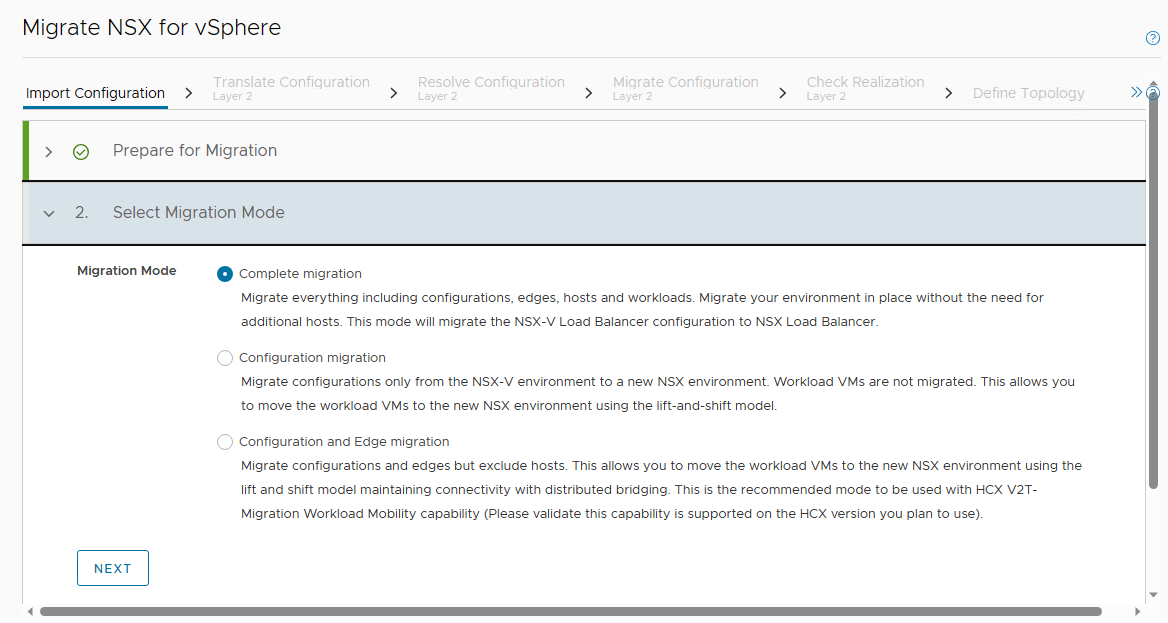 Migrate NSX for vSphere
Import Configuration
Translate Configuration
Layer 2
Resolve Configuration
Layer 2
Migrate Configuration
Layer 2
Check Realization
Layer 2
Define Topology
Prepare for Migration
2. Select Migration Mode
Migration Mode
Complete migration
Migrate everything including configurations, edges, hosts and workloads. Migrate your environment in place without the need for
additional hosts. This mode will migrate the NSX-V Load Balancer configuration to NSX Load Balancer.
Configuration migration
Migrate configurations only from the NSX-V environment to a new NSX environment. Workload VMs are not migrated. This allows you
to move the workload VMs to the new NSX environment using the lift-and-shift model.
Configuration and Edge migration
Migrate configurations and edges but exclude hosts. This allows you to move the workload VMs to the new NSX environment using the
lift and shift model maintaining connectivity with distributed bridging. This is the recommended mode to be used with HCX V2T-
Migration Workload Mobility capability (Please validate this capability is supported on the HCX version you plan to use).
NEXT